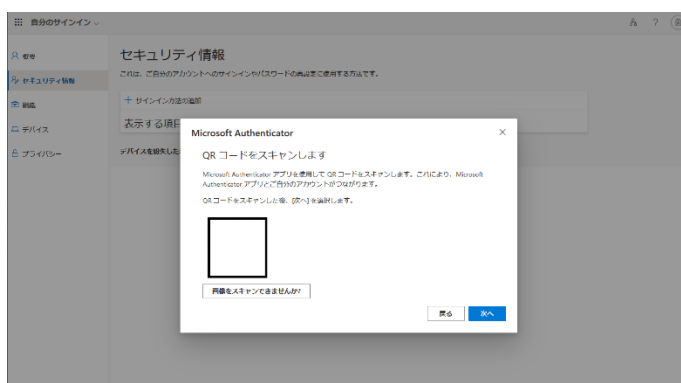 自分のサインイン
?
セキュリティ情報
これは、ご自分のアカウントへのサインインやパスワードの再設定に使用する方法です。
セキュリティ情報
デバイス
プライバシー
+ サインイン方法の追加
表示する項目
デバイスを紛失した
Microsoft Authenticator
QR コードをスキャンします
Microsoft Authenticator アプリを使用して QR コードをスキャンします。これにより、Microsoft
Authenticator アプリとご自分のアカウントがつながります。
QR コードをスキャンした後、[次へ] を選択します。
画像をスキャンできませんか?
戻る
次へ